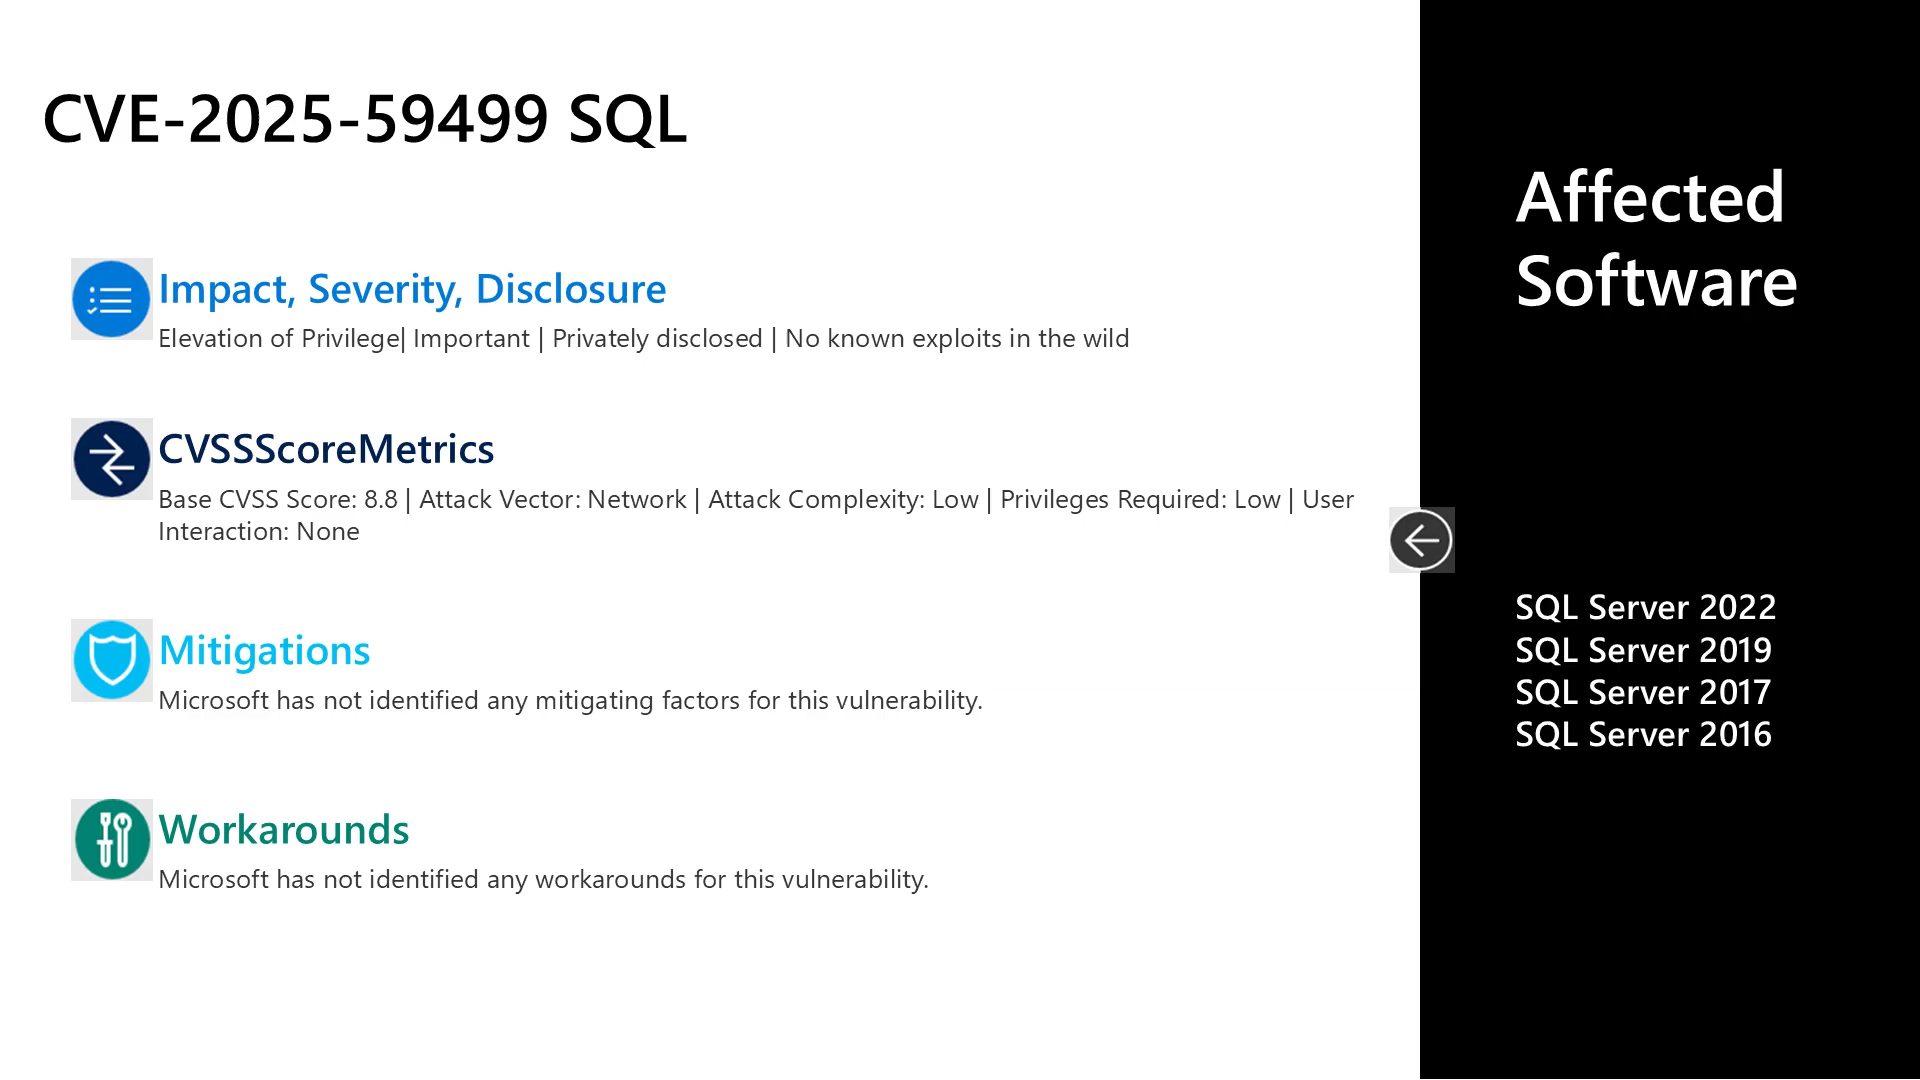 CVE-2025-59499 SQL
Impact, Severity, Disclosure
Elevation of Privilege| Important | Privately disclosed | No known exploits in the wild
CVSSScoreMetrics
Base CVSS Score: 8.8 | Attack Vector: Network | Attack Complexity: Low | Privileges Required: Low | User
Interaction: None
Mitigations
Microsoft has not identified any mitigating factors for this vulnerability.
Workarounds
Microsoft has not identified any workarounds for this vulnerability.
Affected
Software
SQL Server 2022
SQL Server 2019
SQL Server 2017
SQL Server 2016